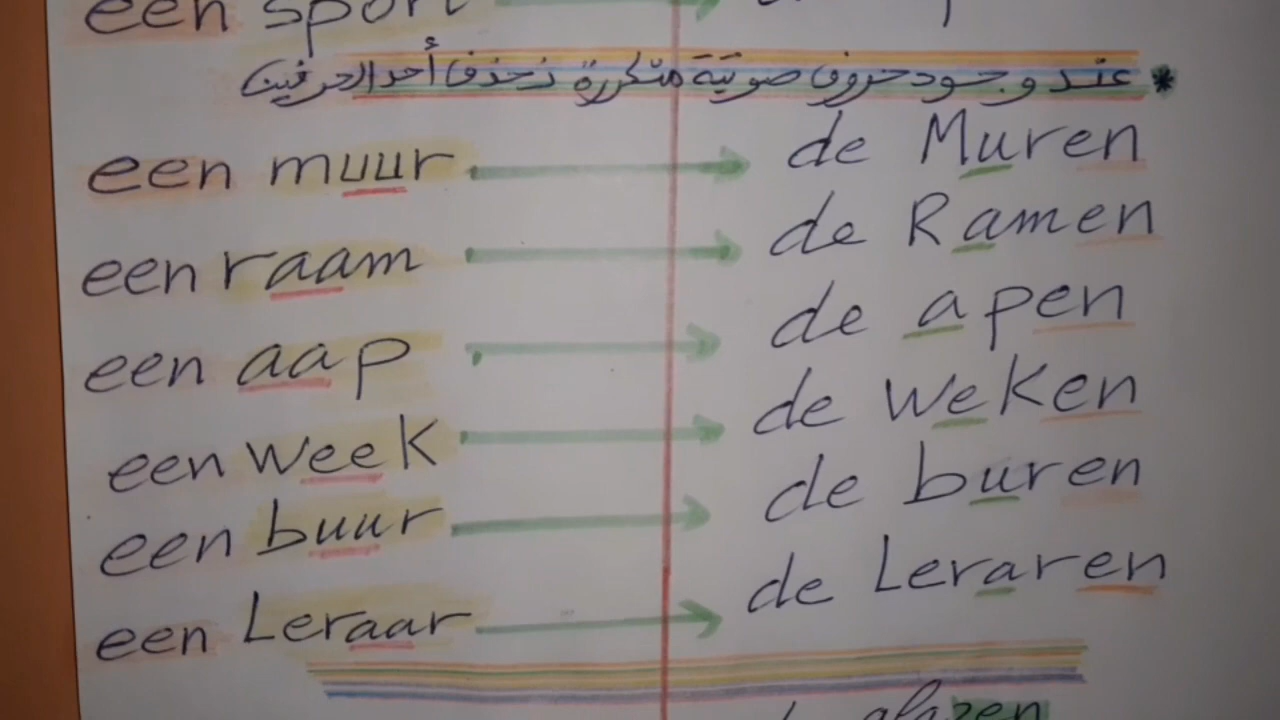 een sport
* عند وجود حروف صوتية متكررة نحذف أحد الحرفين
een muur de Muren
een raam de Ramen
een aap de apen
een week de weken
een buur de buren
een Leraar de Leraren
glazen